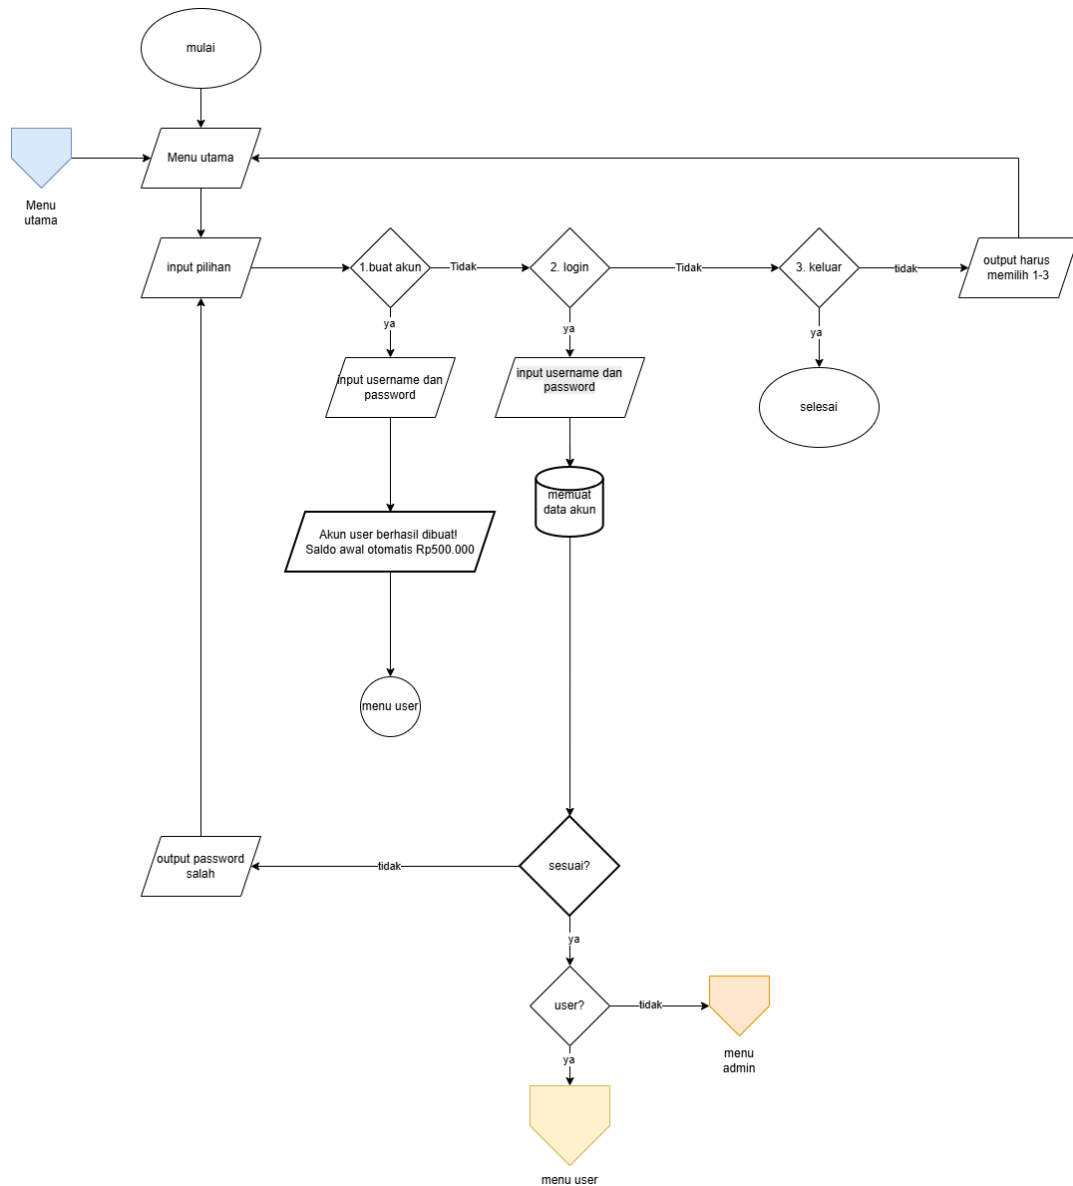 mulai
Menu utama
Menu
utama
input pilihan
1.buat akun
Tidak
2. login
Tidak
3. keluar
tidak
output harus
memilih 1-3
ya
ya
ya
input username dan
password
input username dan
password
selesai
memuat
data akun
Akun user berhasil dibuat!
Saldo awal otomatis Rp500.000
menu user
output password
salah
tidak
sesuai?
ya
user?
tidak
menu
admin
ya
menu user